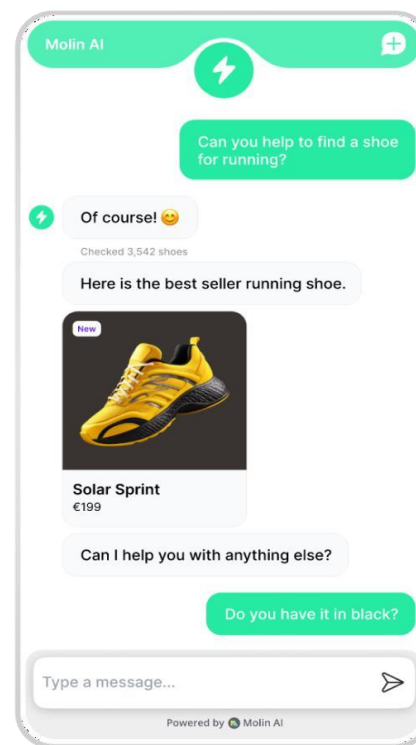 Molin AI
Can you help to find a shoe
for running?
Of course! 😊
Checked 3,542 shoes
Here is the best seller running shoe.
New
Solar Sprint
€199
Can I help you with anything else?
Do you have it in black?
Type a message...
Powered by Molin AI